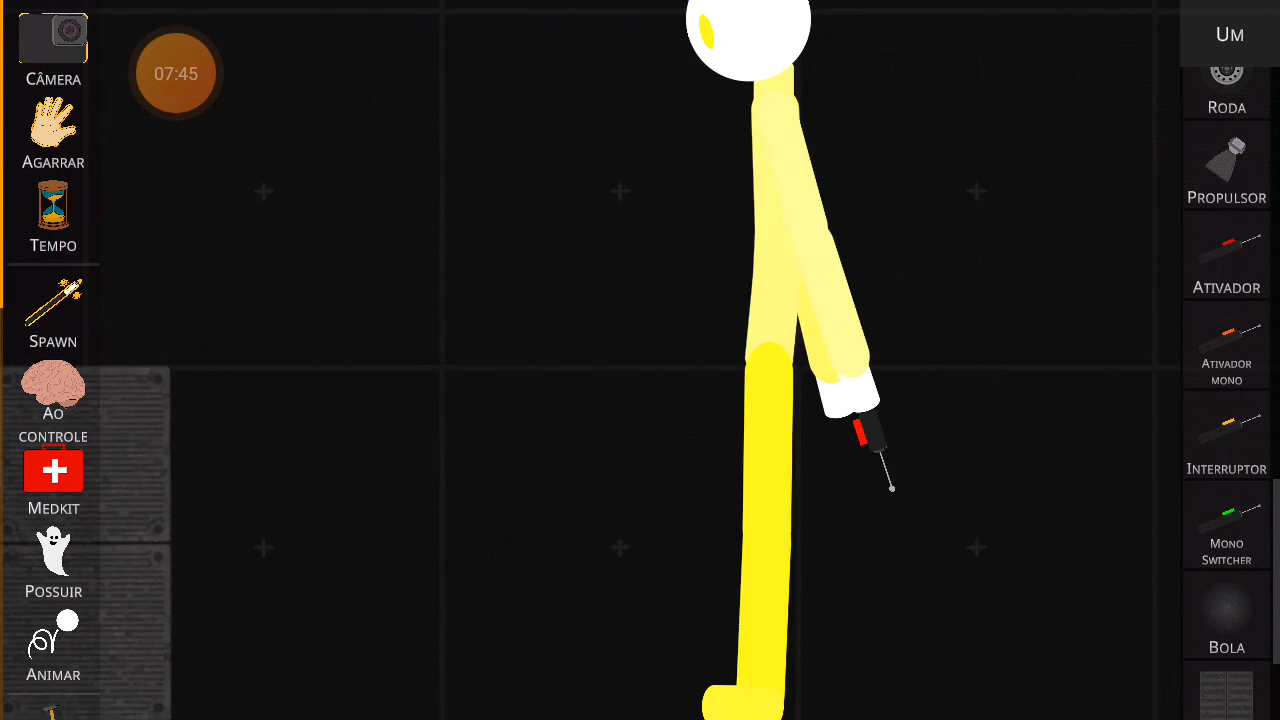 CÂMERA
AGARRAR
TEMPO
SPAWN
AO
CONTROLE
MEDKIT
POSSUIR
ANIMAR
07:45
UM
RODA
PROPULSOR
ATIVADOR
ATIVADOR
MONO
INTERRUPTOR
MONO
SWITCHER
BOLA